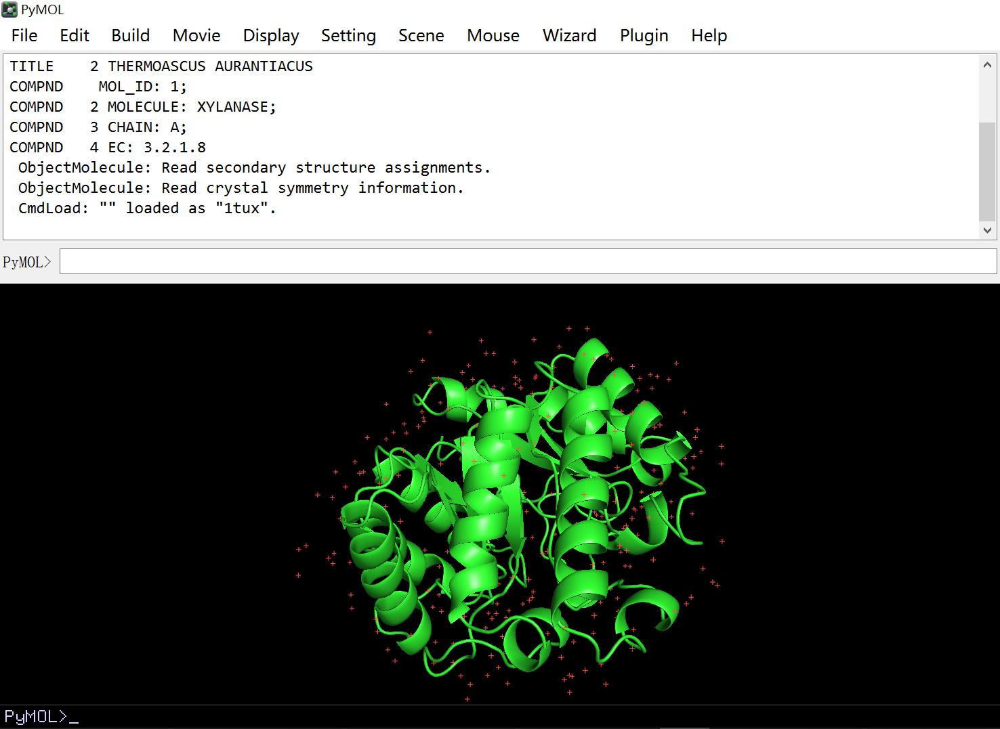 PyMOL
File Edit Build Movie Display Setting Scene Mouse Wizard Plugin Help
TITLE    2 THERMOASCUS AURANTIACUS
COMPND    MOL_ID: 1;
COMPND   2 MOLECULE: XYLANASE;
COMPND   3 CHAIN: A;
COMPND   4 EC: 3.2.1.8
 ObjectMolecule: Read secondary structure assignments.
 ObjectMolecule: Read crystal symmetry information.
 CmdLoad: "" loaded as "1tux".
PyMOL>
PyMOL>_